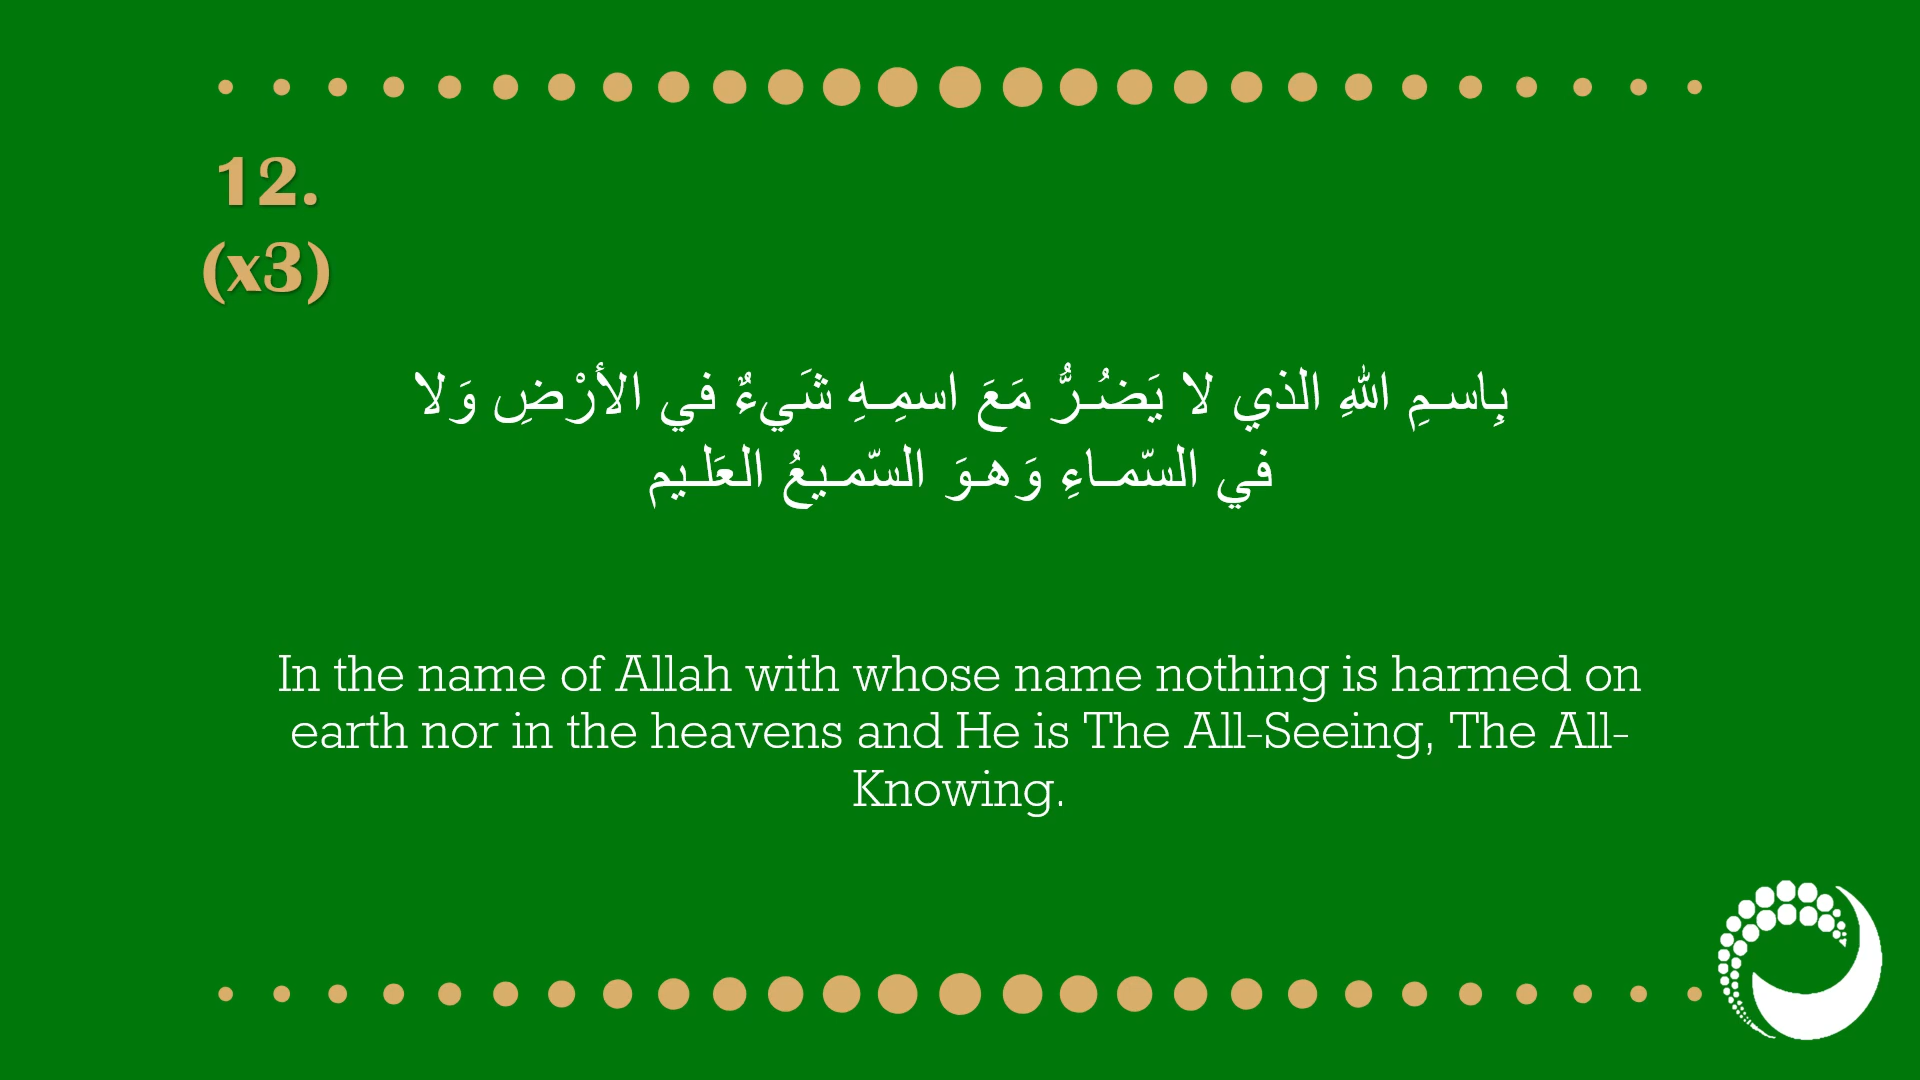 12.
(x3)
بِاسـمِ اللهِ الذي لا يَضُـرُّ مَعَ اسمِـهِ شَيءٌ في الأرْضِ وَلا
في السّمـاءِ وَهـوَ السّمـيعُ العَلـيم
In the name of Allah with whose name nothing is harmed on
earth nor in the heavens and He is The All-Seeing, The All-
Knowing.